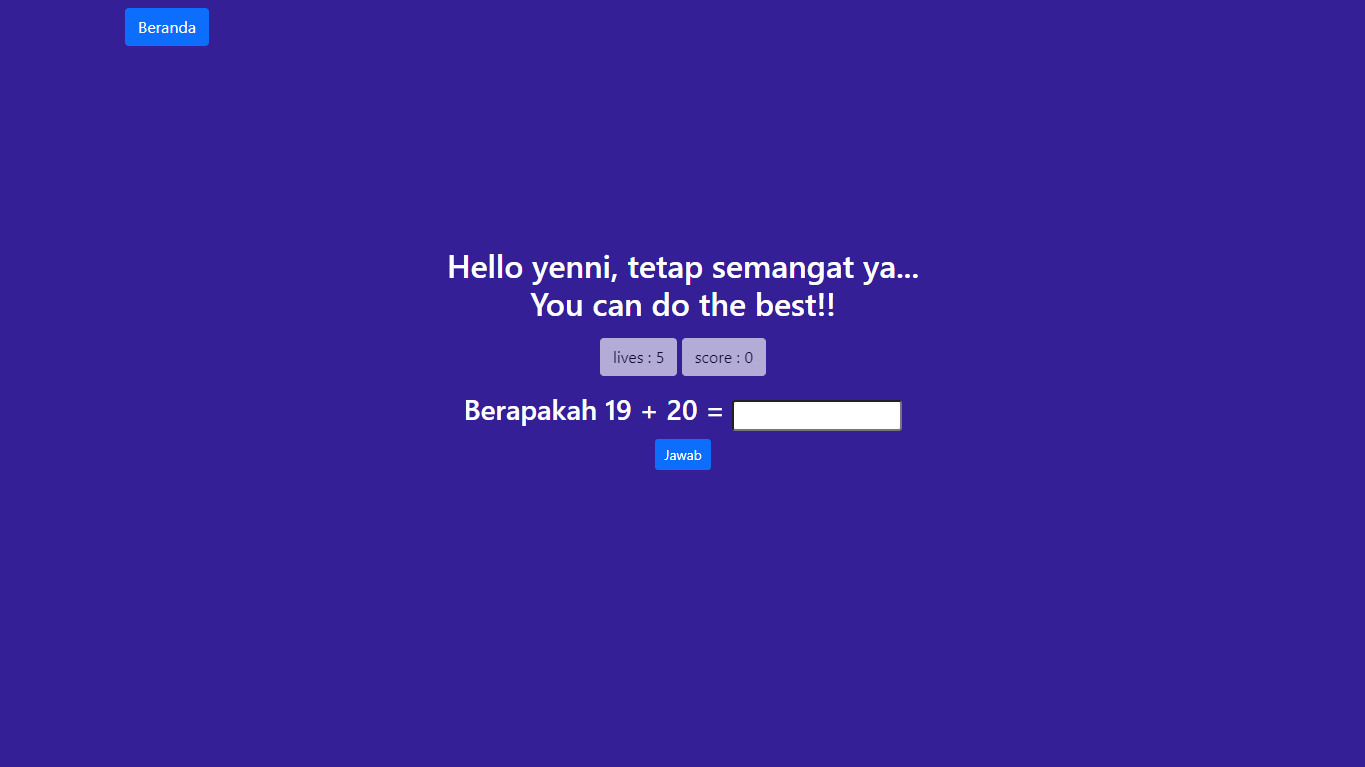 Beranda
Hello yenni, tetap semangat ya...
You can do the best!!
lives : 5 score : 0
Berapakah 19 + 20 =
Jawab